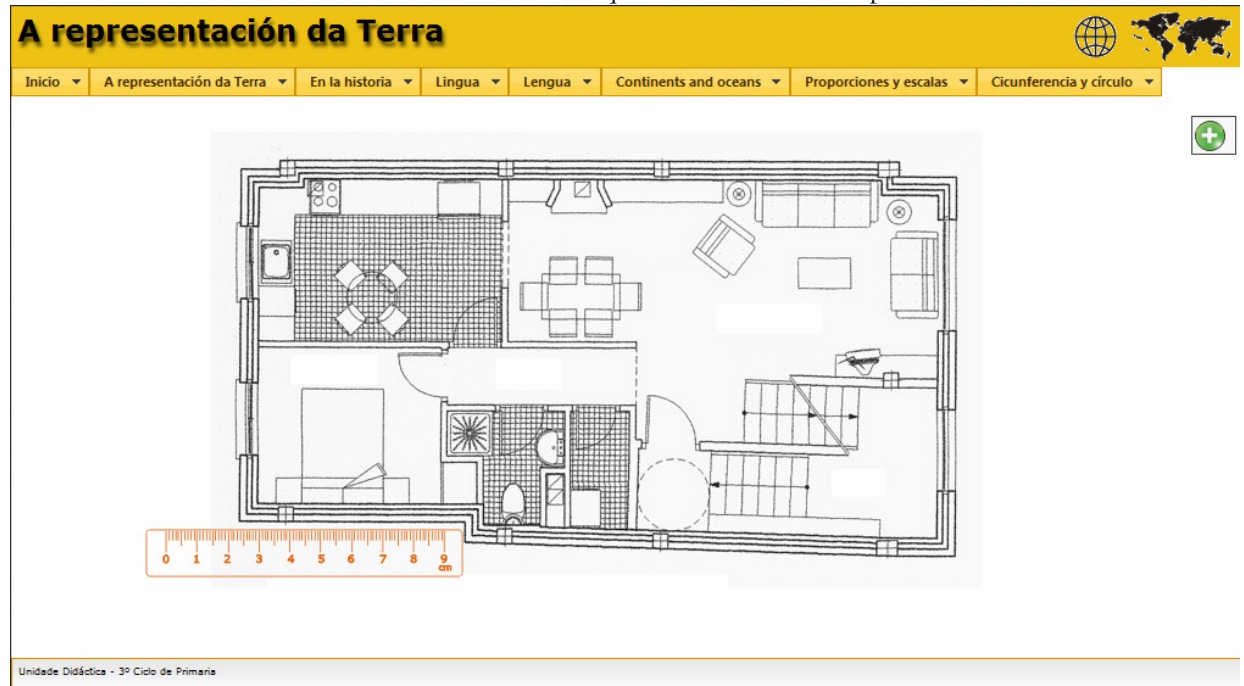 A representación da Terra
Inicio
A representación da Terra
En la historia
Lingua
Lengua
Continents and oceans
Proporciones y escalas
Cicunferencia y círculo
0 1 2 3 4 5 6 7 8 9
cm
Unidade Didáctica - 3º Ciclo de Primaria